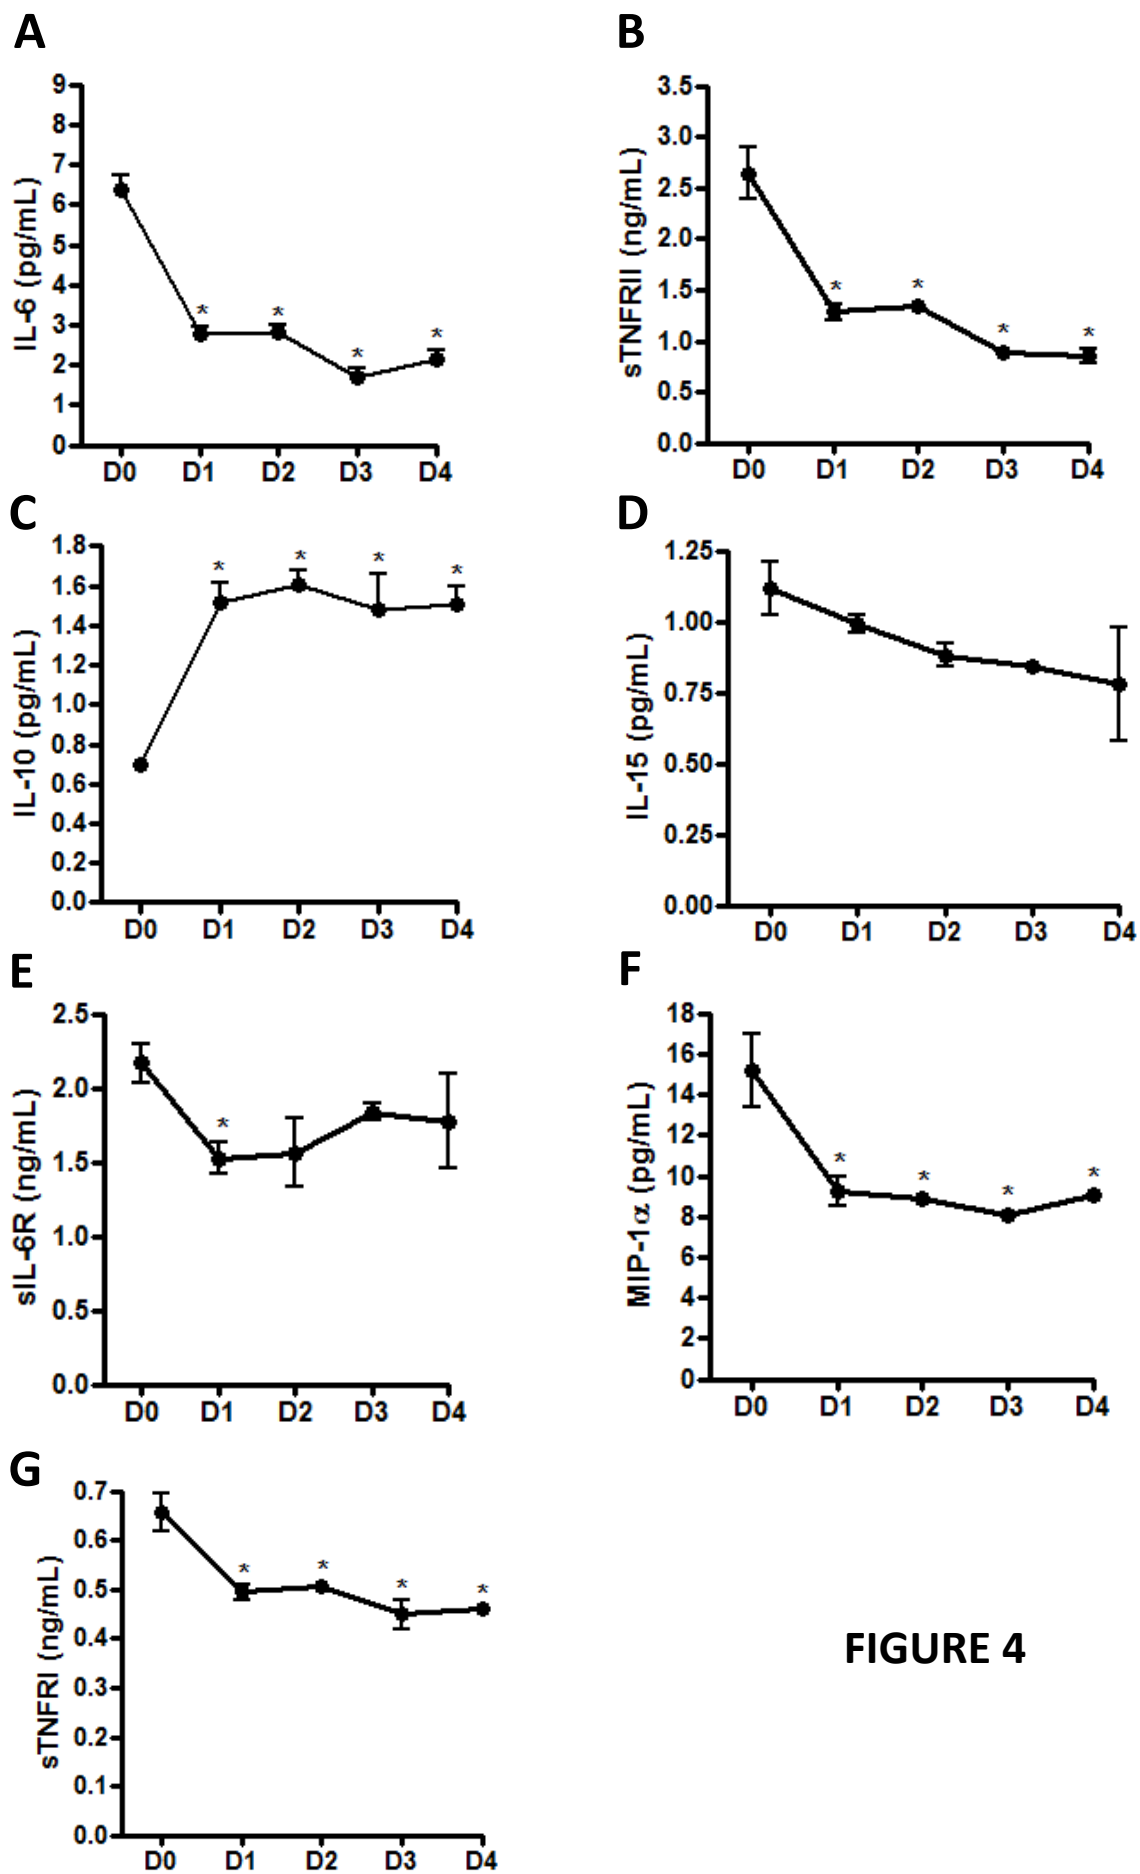 A
IL-6 (pg/mL)
9
8
7
6
5
4
3
2
1
0
* * * *
D0 D1 D2 D3 D4
B
sTNFRII (ng/mL)
3.5
3.0
2.5
2.0
1.5
1.0
0.5
0.0
* * * *
D0 D1 D2 D3 D4
C
IL-10 (pg/mL)
1.8
1.6
1.4
1.2
1.0
0.8
0.6
0.4
0.2
0.0
* * * *
D0 D1 D2 D3 D4
D
IL-15 (pg/mL)
1.25
1.00
0.75
0.50
0.25
0.00
D0 D1 D2 D3 D4
E
sIL-6R (ng/mL)
2.5
2.0
1.5
1.0
0.5
0.0
*
D0 D1 D2 D3 D4
F
MIP-1α (pg/mL)
18
16
14
12
10
8
6
4
2
0
* * * *
D0 D1 D2 D3 D4
G
sTNFRI (ng/mL)
0.7
0.6
0.5
0.4
0.3
0.2
0.1
0.0
* * * *
D0 D1 D2 D3 D4
FIGURE 4